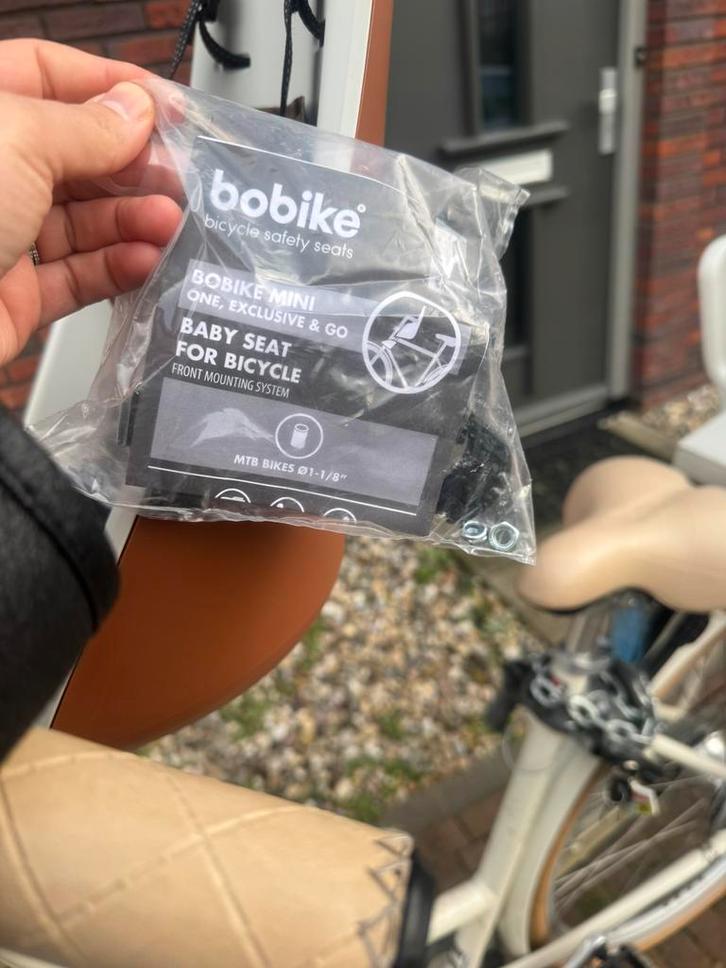 bobike®
bicycle safety seats
BOBIKE MINI
ONE, EXCLUSIVE & GO
BABY SEAT
FOR BICYCLE
FRONT MOUNTING SYSTEM
MTB BIKES Ø1-1/8"